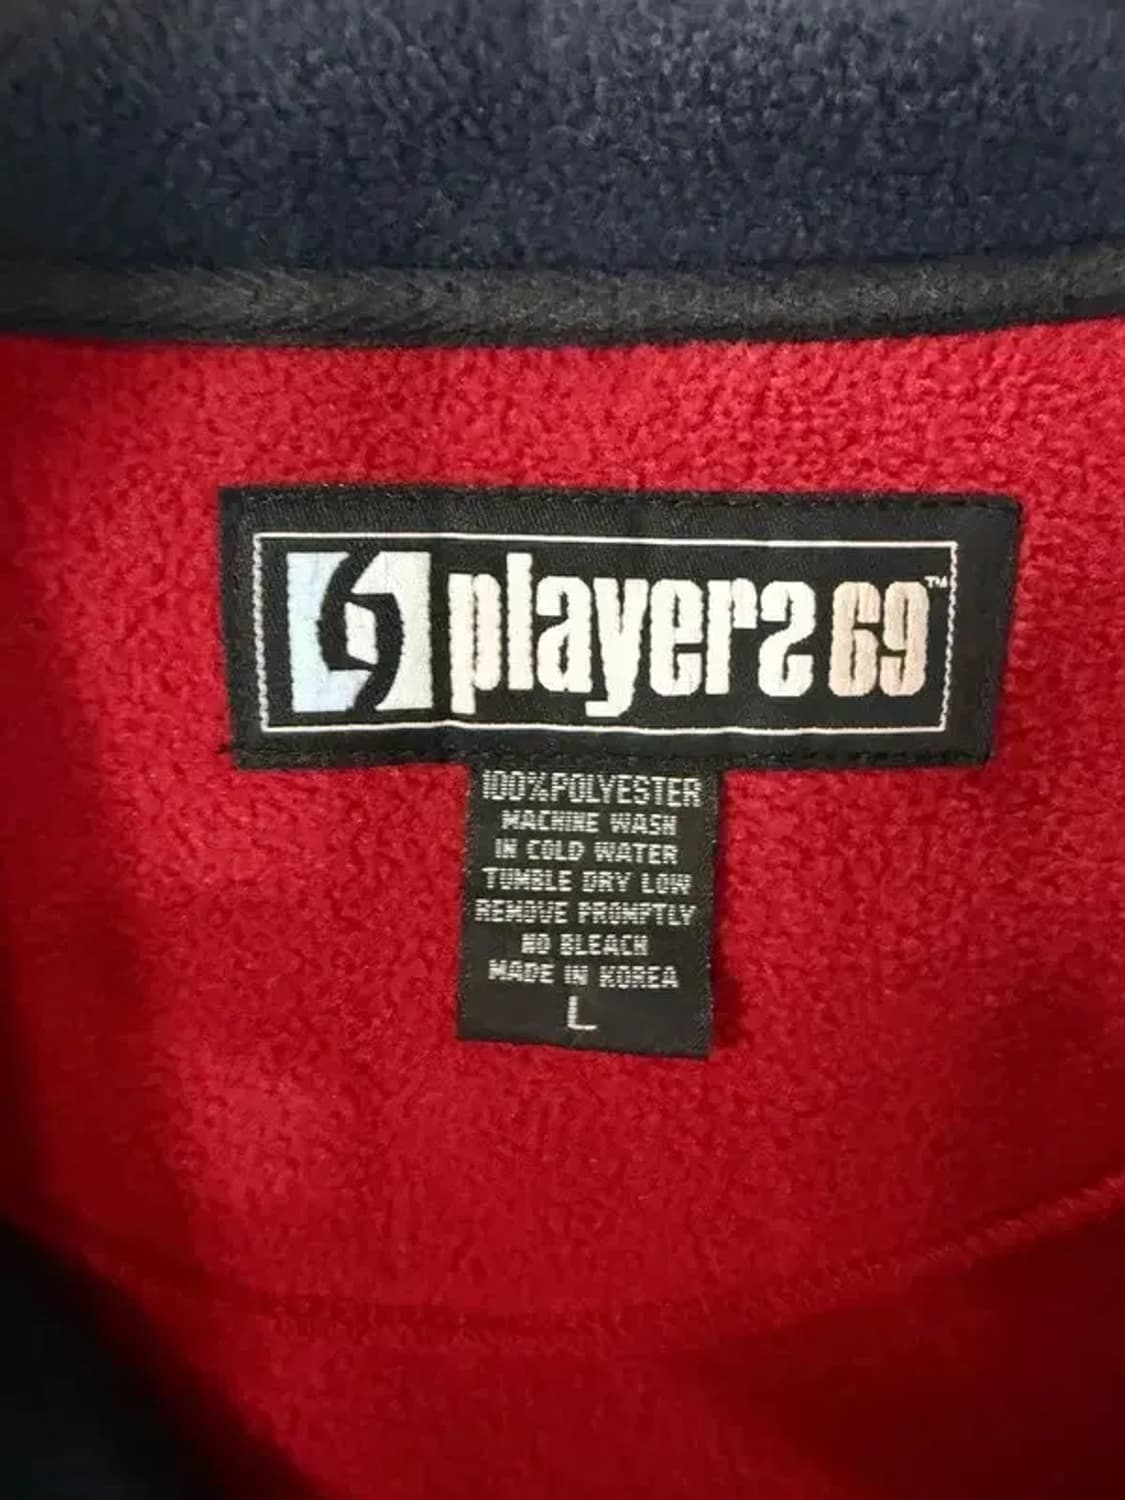 players 69™
100% POLYESTER
MACHINE WASH
IN COLD WATER
TUMBLE DRY LOW
REMOVE PROMPTLY
NO BLEACH
MADE IN KOREA
L